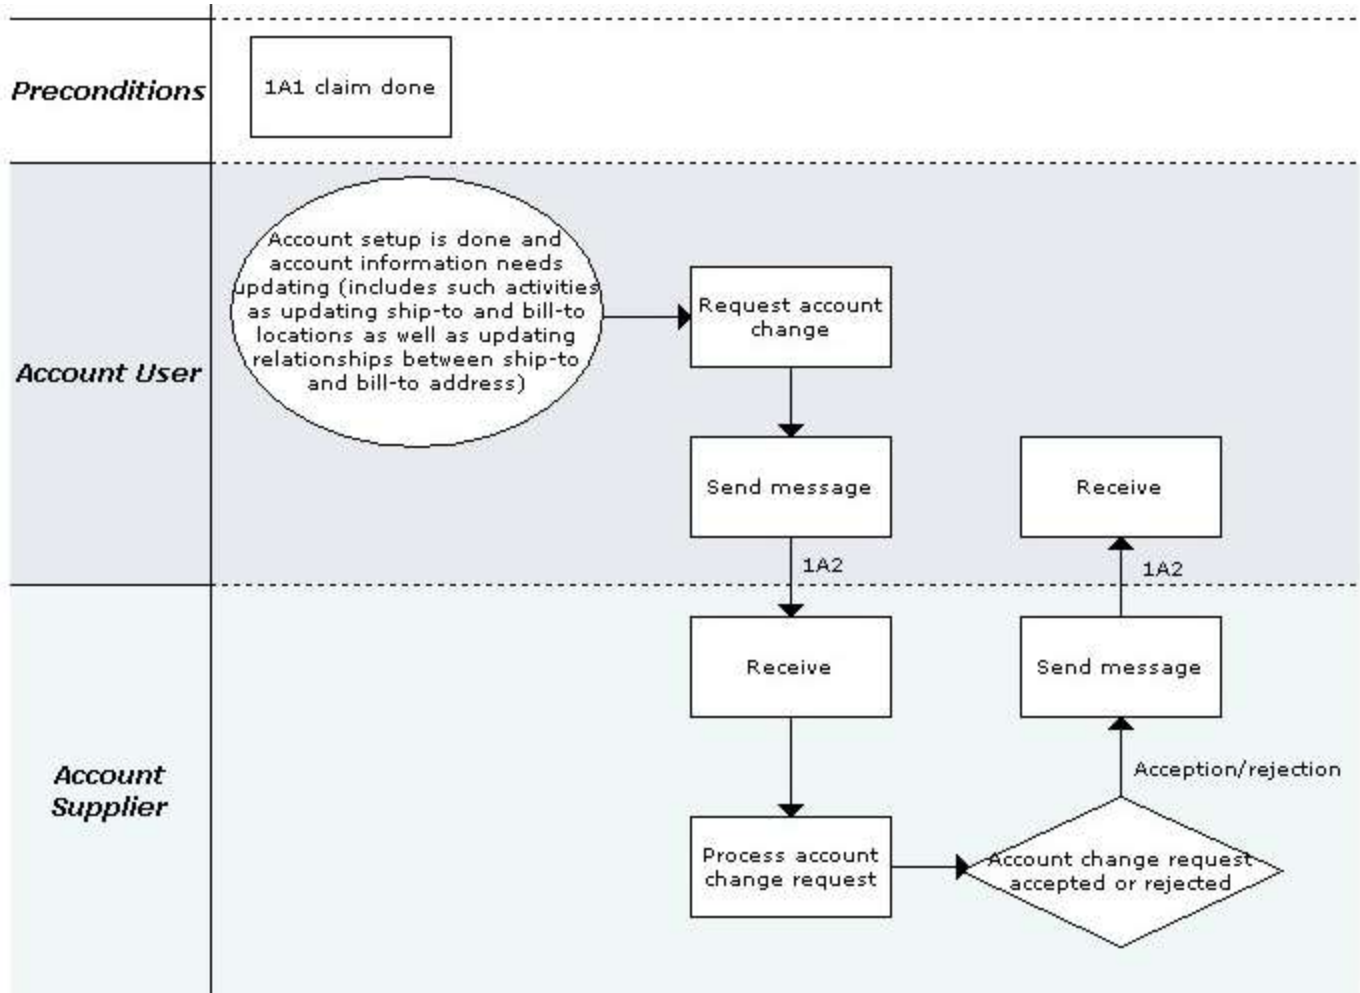 Preconditions
1A1 claim done
Account User
Account setup is done and
account information needs
updating (includes such activities
as updating ship-to and bill-to
locations as well as updating
relationships between ship-to
and bill-to address)
Request account
change
Send message
Receive
1A2
1A2
Account
Supplier
Receive
Send message
Acception/rejection
Process account
change request
Account change request
accepted or rejected